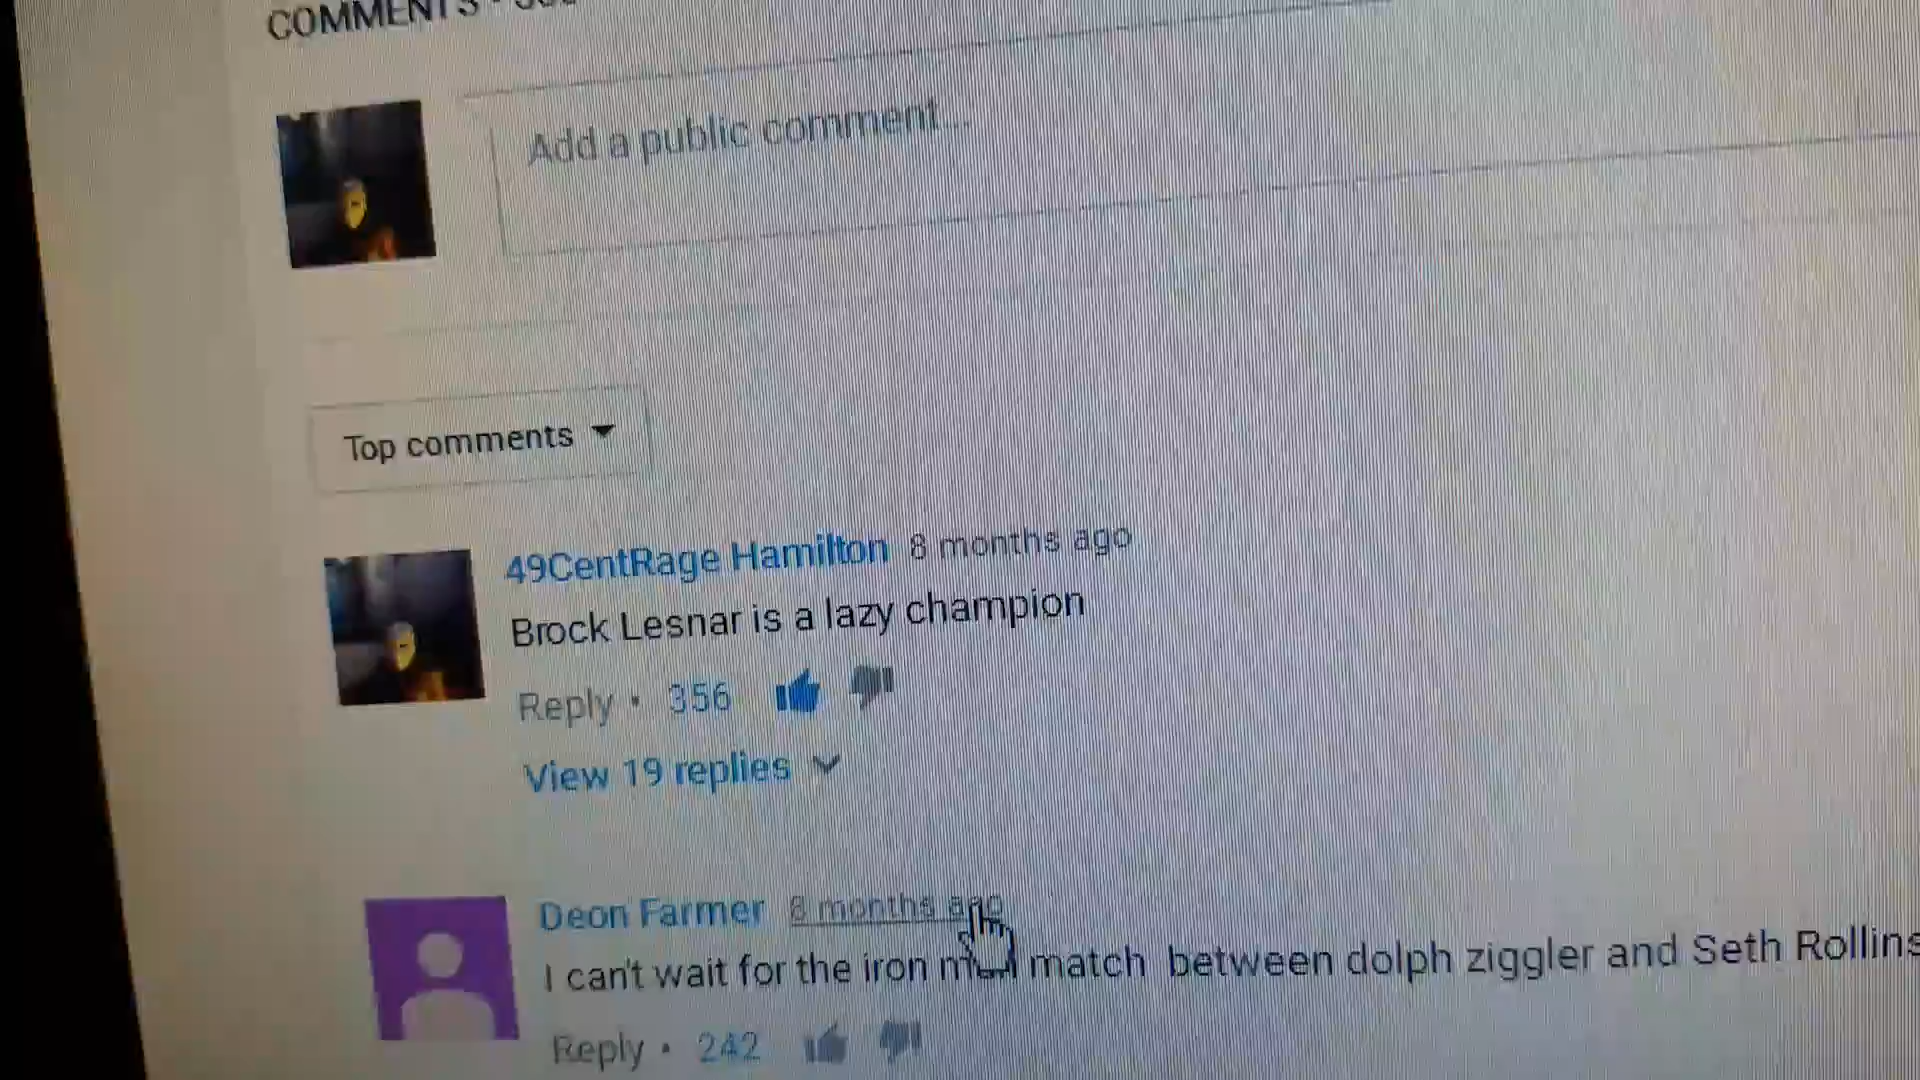 COMMENTS
Add a public comment...
Top comments
49CentRage Hamilton 8 months ago
Brock Lesnar is a lazy champion
Reply • 356
View 19 replies
Deon Farmer 8 months ago
I can't wait for the iron man match between dolph ziggler and Seth Rollins
Reply • 242